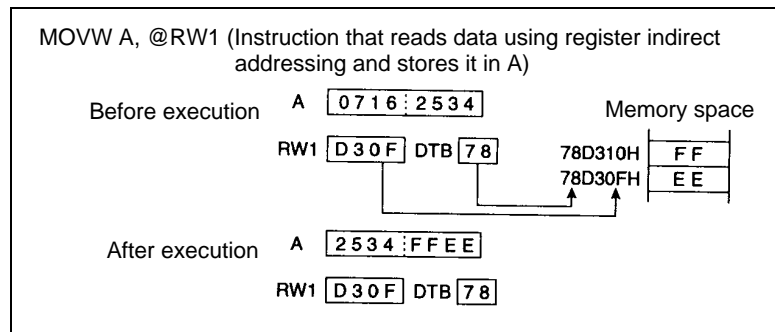 MOVW A, @RW1 (Instruction that reads data using register indirect
addressing and stores it in A)
Before execution A 0716 2534 Memory space
RW1 D30F DTB 78 78D310H FF
78D30FH EE
After execution A 2534 FFEE
RW1 D30F DTB 78